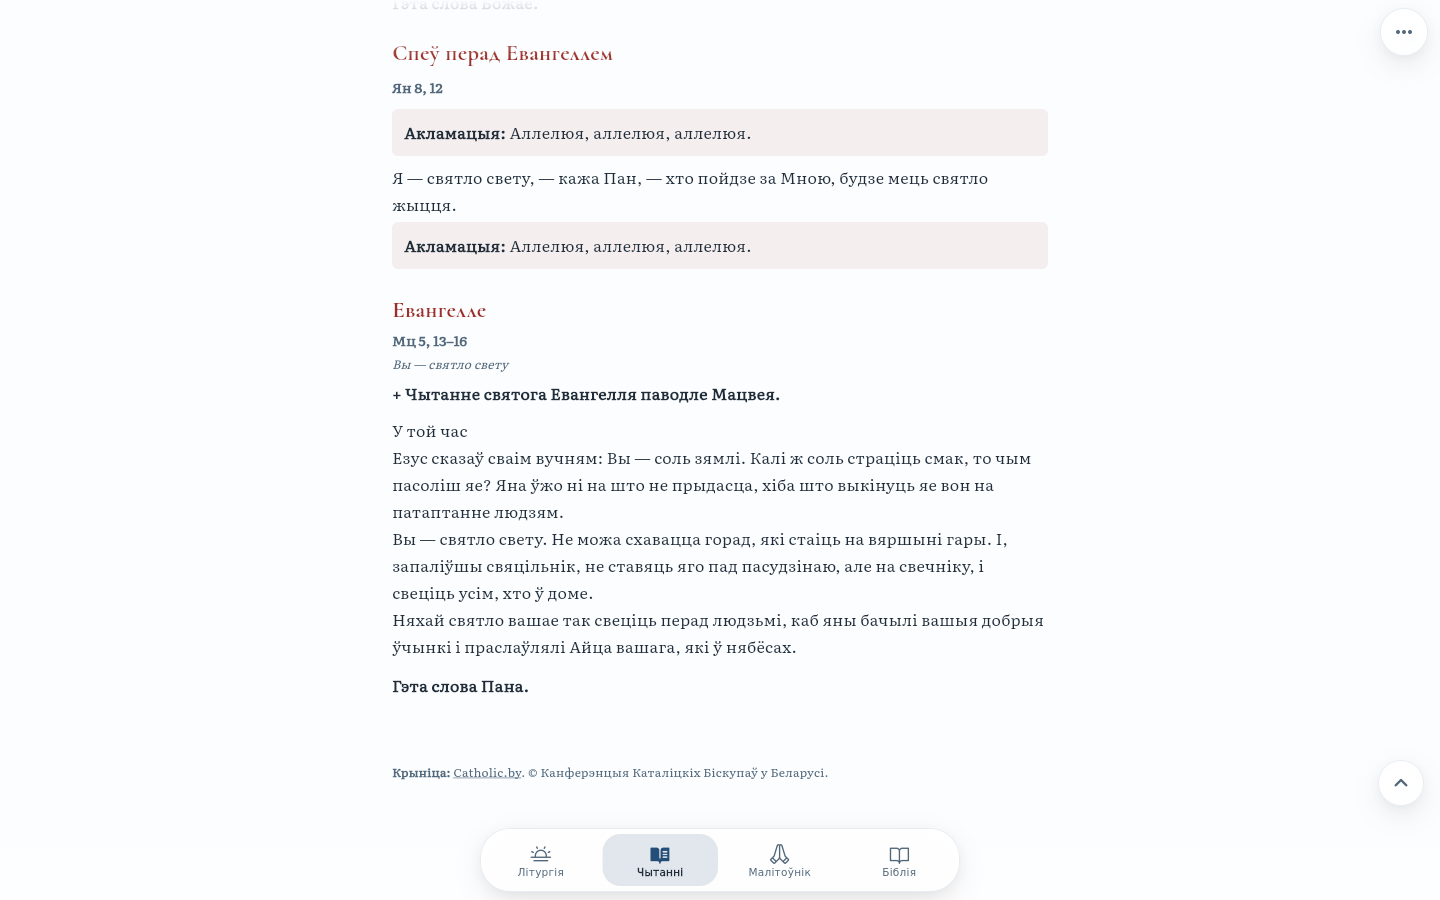 Гэта слова Божае.
Спеў перад Евангеллем
Ян 8, 12
Акламацыя: Аллелюя, аллелюя, аллелюя.
Я — святло свету, — кажа Пан, — хто пойдзе за Мною, будзе мець святло
жыцця.
Акламацыя: Аллелюя, аллелюя, аллелюя.
Евангелле
Мц 5, 13–16
Вы — святло свету
+ Чытанне святога Евангелля паводле Мацвея.
У той час
Езус сказаў сваім вучням: Вы — соль зямлі. Калі ж соль страціць смак, то чым
пасоліш яе? Яна ўжо ні на што не прыдасца, хіба што выкінуць яе вон на
патаптанне людзям.
Вы — святло свету. Не можа схавацца горад, які стаіць на вяршыні гары. І,
запаліўшы свяцільнік, не ставяць яго пад пасудзінаю, але на свечніку, і
свеціць усім, хто ў доме.
Няхай святло вашае так свеціць перад людзьмі, каб яны бачылі вашыя добрыя
ўчынкі і праслаўлялі Айца вашага, які ў нябёсах.
Гэта слова Пана.
Крыніца: Catholic.by. © Канферэнцыя Каталіцкіх Біскупаў у Беларусі.
Літургія
Чытанні
Малітоўнік
Біблія